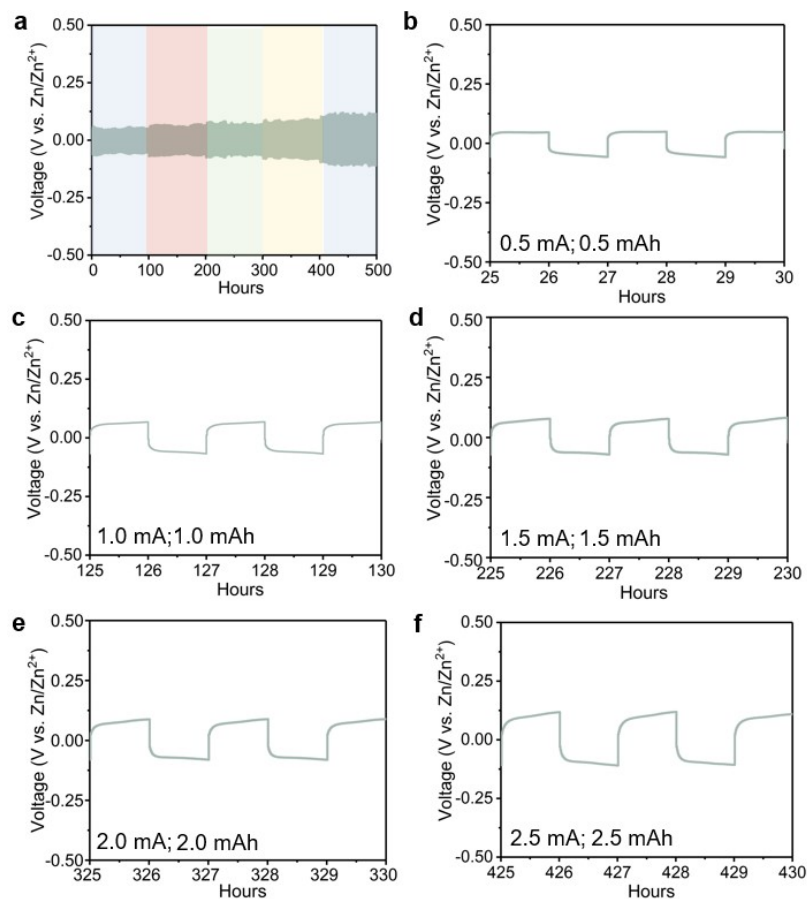 a
0.50
0.25
0.00
-0.25
-0.50
Voltage (V vs. Zn/Zn2+)
0 100 200 300 400 500
Hours
b
0.50
0.25
0.00
-0.25
-0.50
Voltage (V vs. Zn/Zn2+)
0.5 mA; 0.5 mAh
25 26 27 28 29 30
Hours
c
0.50
0.25
0.00
-0.25
-0.50
Voltage (V vs. Zn/Zn2+)
1.0 mA; 1.0 mAh
125 126 127 128 129 130
Hours
d
0.50
0.25
0.00
-0.25
-0.50
Voltage (V vs. Zn/Zn2+)
1.5 mA; 1.5 mAh
225 226 227 228 229 230
Hours
e
0.50
0.25
0.00
-0.25
-0.50
Voltage (V vs. Zn/Zn2+)
2.0 mA; 2.0 mAh
325 326 327 328 329 330
Hours
f
0.50
0.25
0.00
-0.25
-0.50
Voltage (V vs. Zn/Zn2+)
2.5 mA; 2.5 mAh
425 426 427 428 429 430
Hours